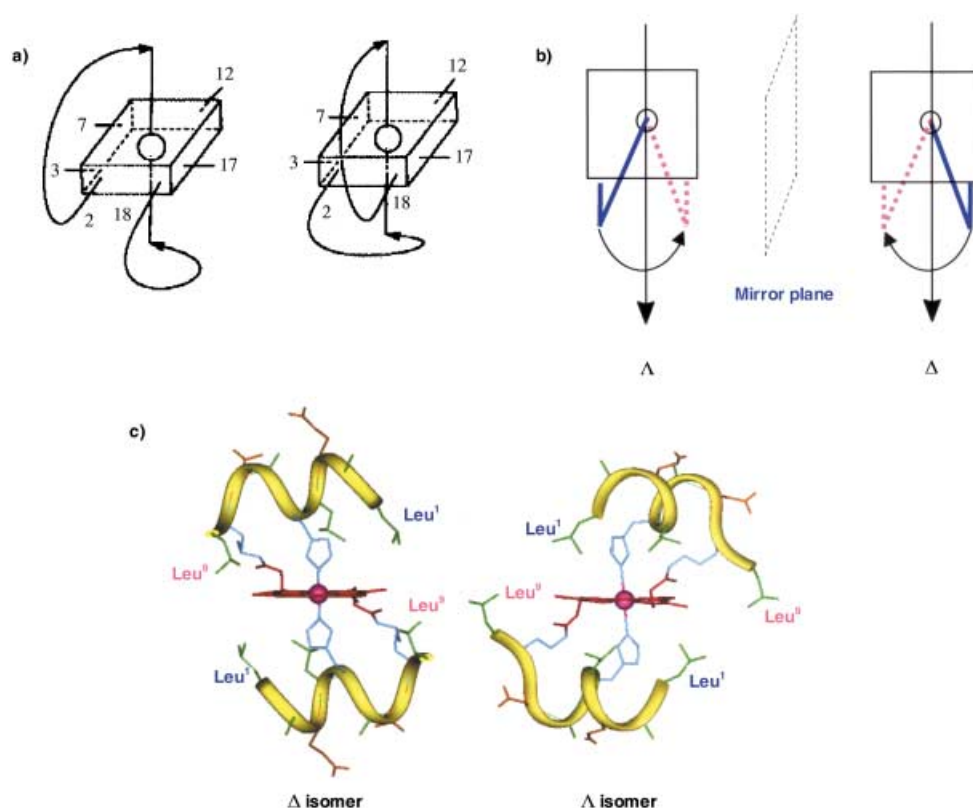 a)
12
7
3
17
2
18
12
7
3
17
2
18
b)
Mirror plane
Λ
Δ
c)
Leu¹
Leu⁹
Leu⁹
Leu¹
Δ isomer
Leu¹
Leu⁹
Leu⁹
Leu¹
Λ isomer